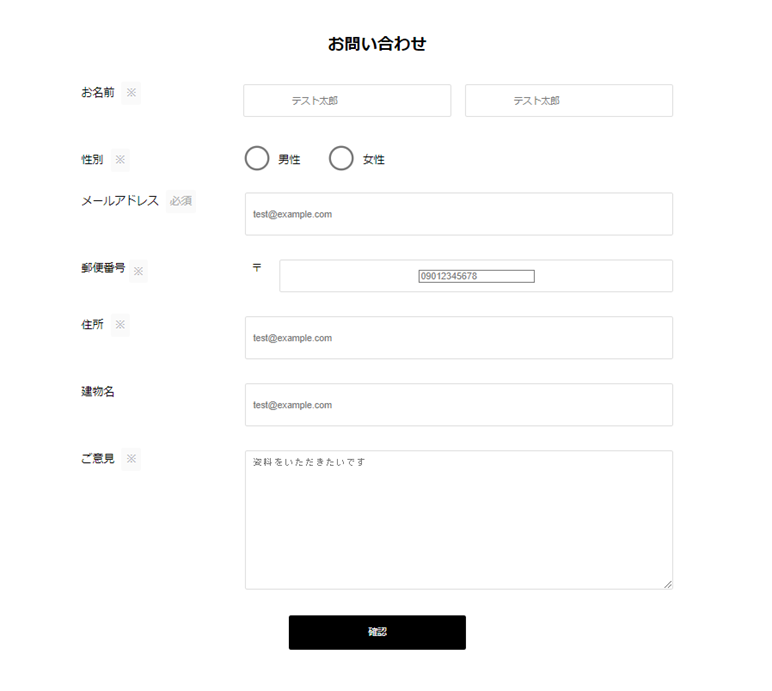 お問い合わせ
お名前 ※ テスト太郎 テスト太郎
性別 ※ 男性 女性
メールアドレス 必須 test@example.com
郵便番号 ※ 〒 09012345678
住所 ※ test@example.com
建物名 test@example.com
ご意見 ※ 資料をいただきたいです
確認